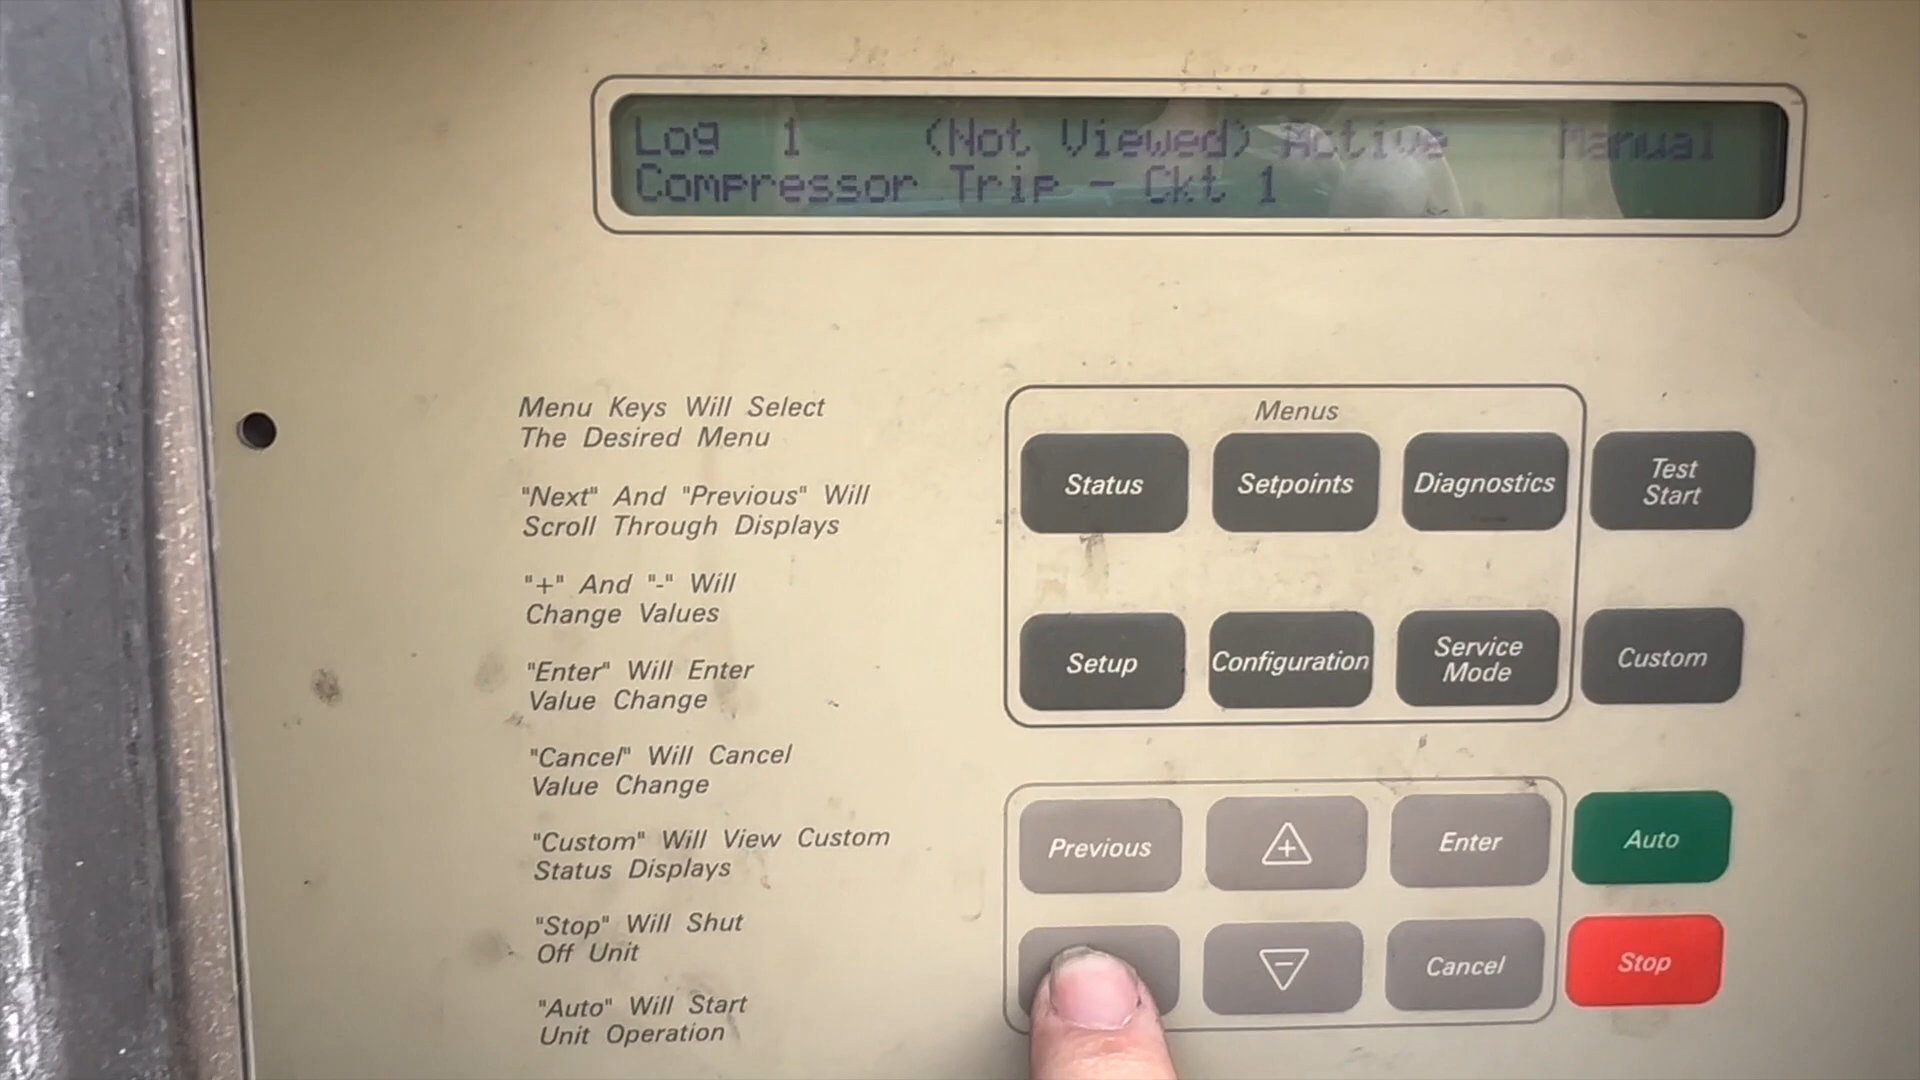 Log 1 (Not Viewed) Active Manual
Compressor Trip - Ckt 1
Menu Keys Will Select
The Desired Menu
"Next" And "Previous" Will
Scroll Through Displays
"+" And "-" Will
Change Values
"Enter" Will Enter
Value Change
"Cancel" Will Cancel
Value Change
"Custom" Will View Custom
Status Displays
"Stop" Will Shut
Off Unit
"Auto" Will Start
Unit Operation
Menus
Status
Setpoints
Diagnostics
Test
Start
Setup
Configuration
Service
Mode
Custom
Previous
+
Enter
Auto
-
Cancel
Stop